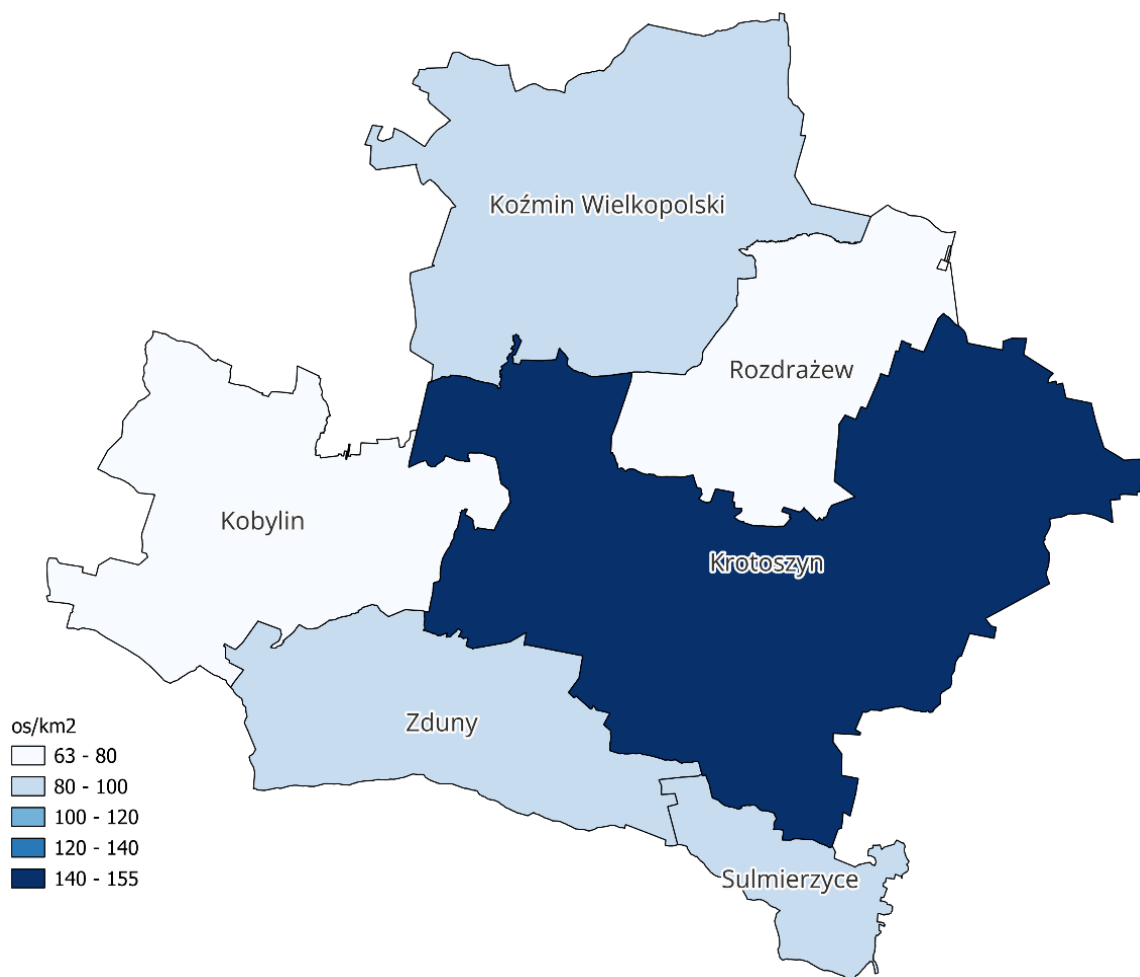 Koźmin Wielkopolski
Rozdrażew
Kobylin
Krotoszyn
Zduny
Sulmierzyce
os/km2
63 - 80
80 - 100
100 - 120
120 - 140
140 - 155